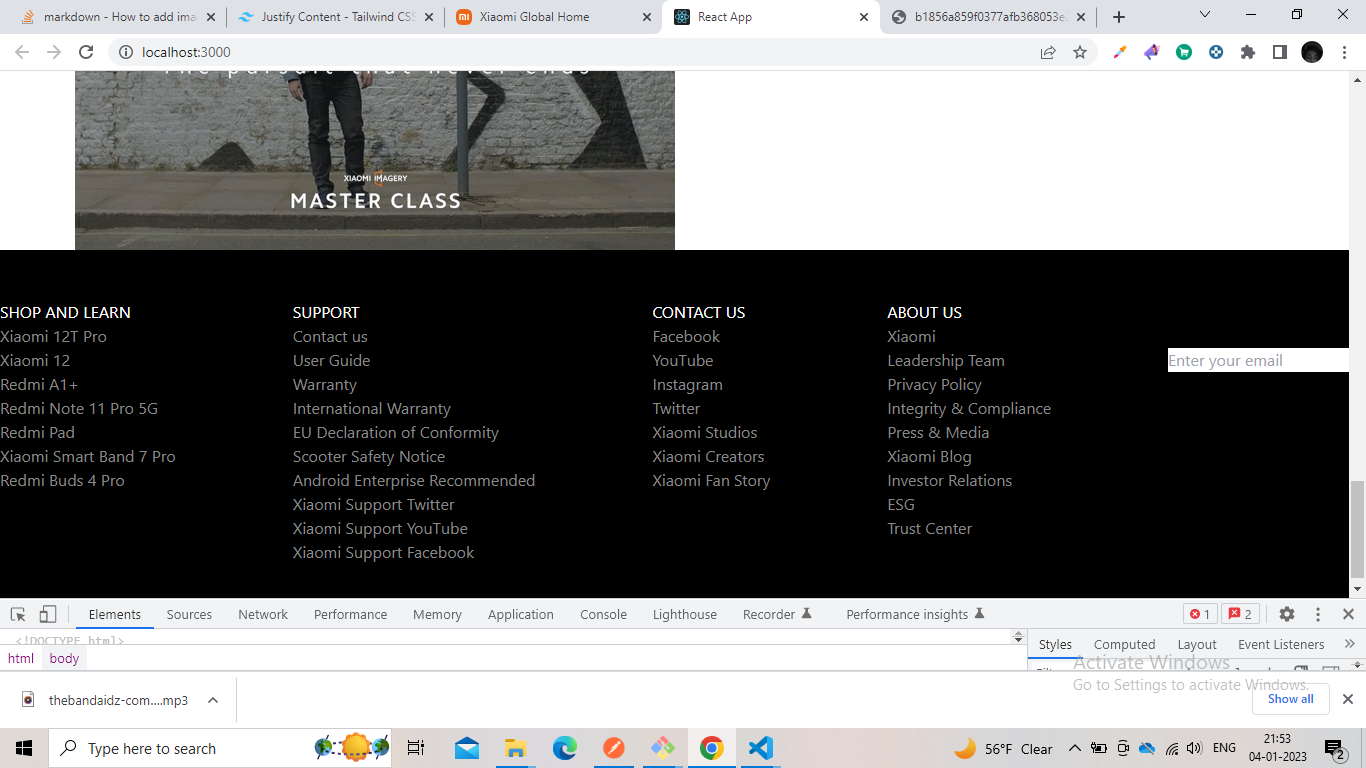 markdown - How to add ima
Justify Content - Tailwind CSS
Xiaomi Global Home
React App
b1856a859f0377afb368053e
localhost:3000
The pursuit that never ends
XIAOMI IMAGERY
MASTER CLASS
SHOP AND LEARN
Xiaomi 12T Pro
Xiaomi 12
Redmi A1+
Redmi Note 11 Pro 5G
Redmi Pad
Xiaomi Smart Band 7 Pro
Redmi Buds 4 Pro
SUPPORT
Contact us
User Guide
Warranty
International Warranty
EU Declaration of Conformity
Scooter Safety Notice
Android Enterprise Recommended
Xiaomi Support Twitter
Xiaomi Support YouTube
Xiaomi Support Facebook
CONTACT US
Facebook
YouTube
Instagram
Twitter
Xiaomi Studios
Xiaomi Creators
Xiaomi Fan Story
ABOUT US
Xiaomi
Leadership Team
Privacy Policy
Integrity & Compliance
Press & Media
Xiaomi Blog
Investor Relations
ESG
Trust Center
Enter your email
Elements Sources Network Performance Memory Application Console Lighthouse Recorder Performance insights 1 2
<!DOCTYPE html>
html body
Styles Computed Layout Event Listeners »
Activate Windows
Go to Settings to activate Windows.
thebandaidz-com....mp3
Show all
Type here to search
56°F Clear
ENG
21:53
04-01-2023
2